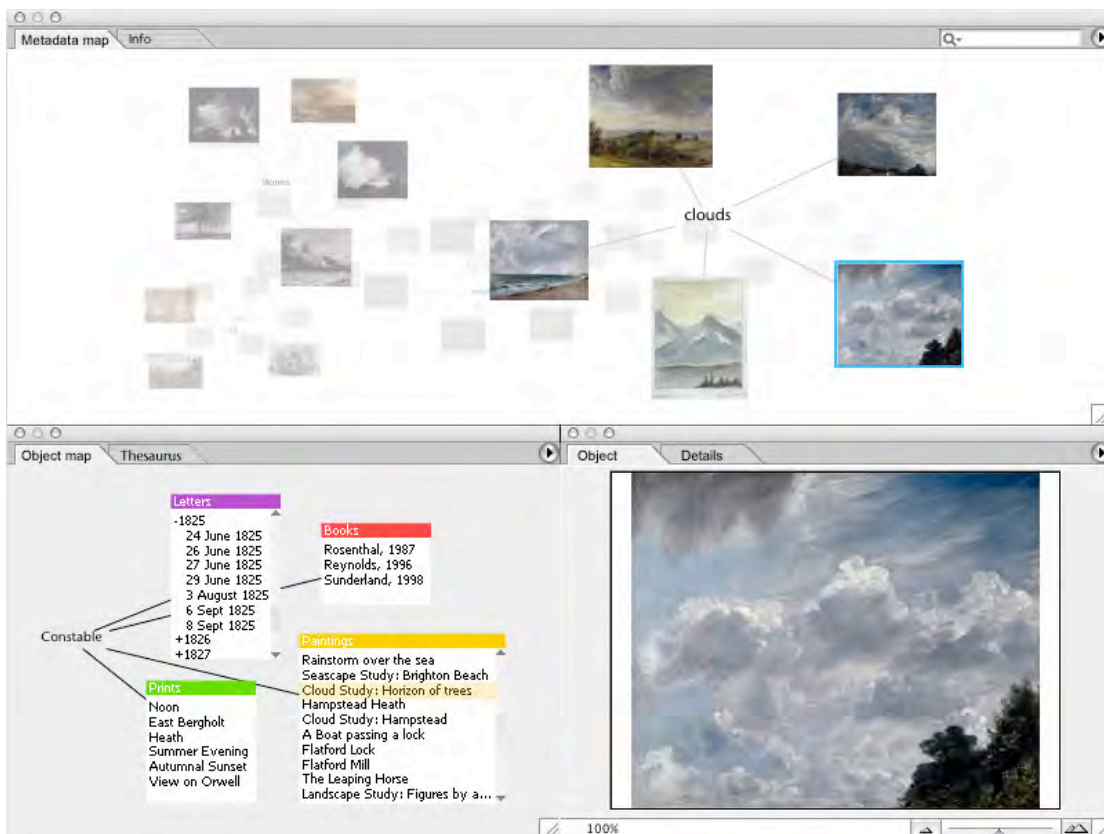 Metadata map
Info
storms
clouds
Object map
Thesaurus
Letters
-1825
24 June 1825
26 June 1825
27 June 1825
29 June 1825
3 August 1825
6 Sept 1825
8 Sept 1825
+1826
+1827
Books
Rosenthal, 1987
Reynolds, 1996
Sunderland, 1998
Constable
Prints
Noon
East Bergholt
Heath
Summer Evening
Autumnal Sunset
View on Orwell
Paintings
Rainstorm over the sea
Seascape Study: Brighton Beach
Cloud Study: Horizon of trees
Hampstead Heath
Cloud Study: Hampstead
A Boat passing a lock
Flatford Lock
Flatford Mill
The Leaping Horse
Landscape Study: Figures by a...
Object
Details
100%